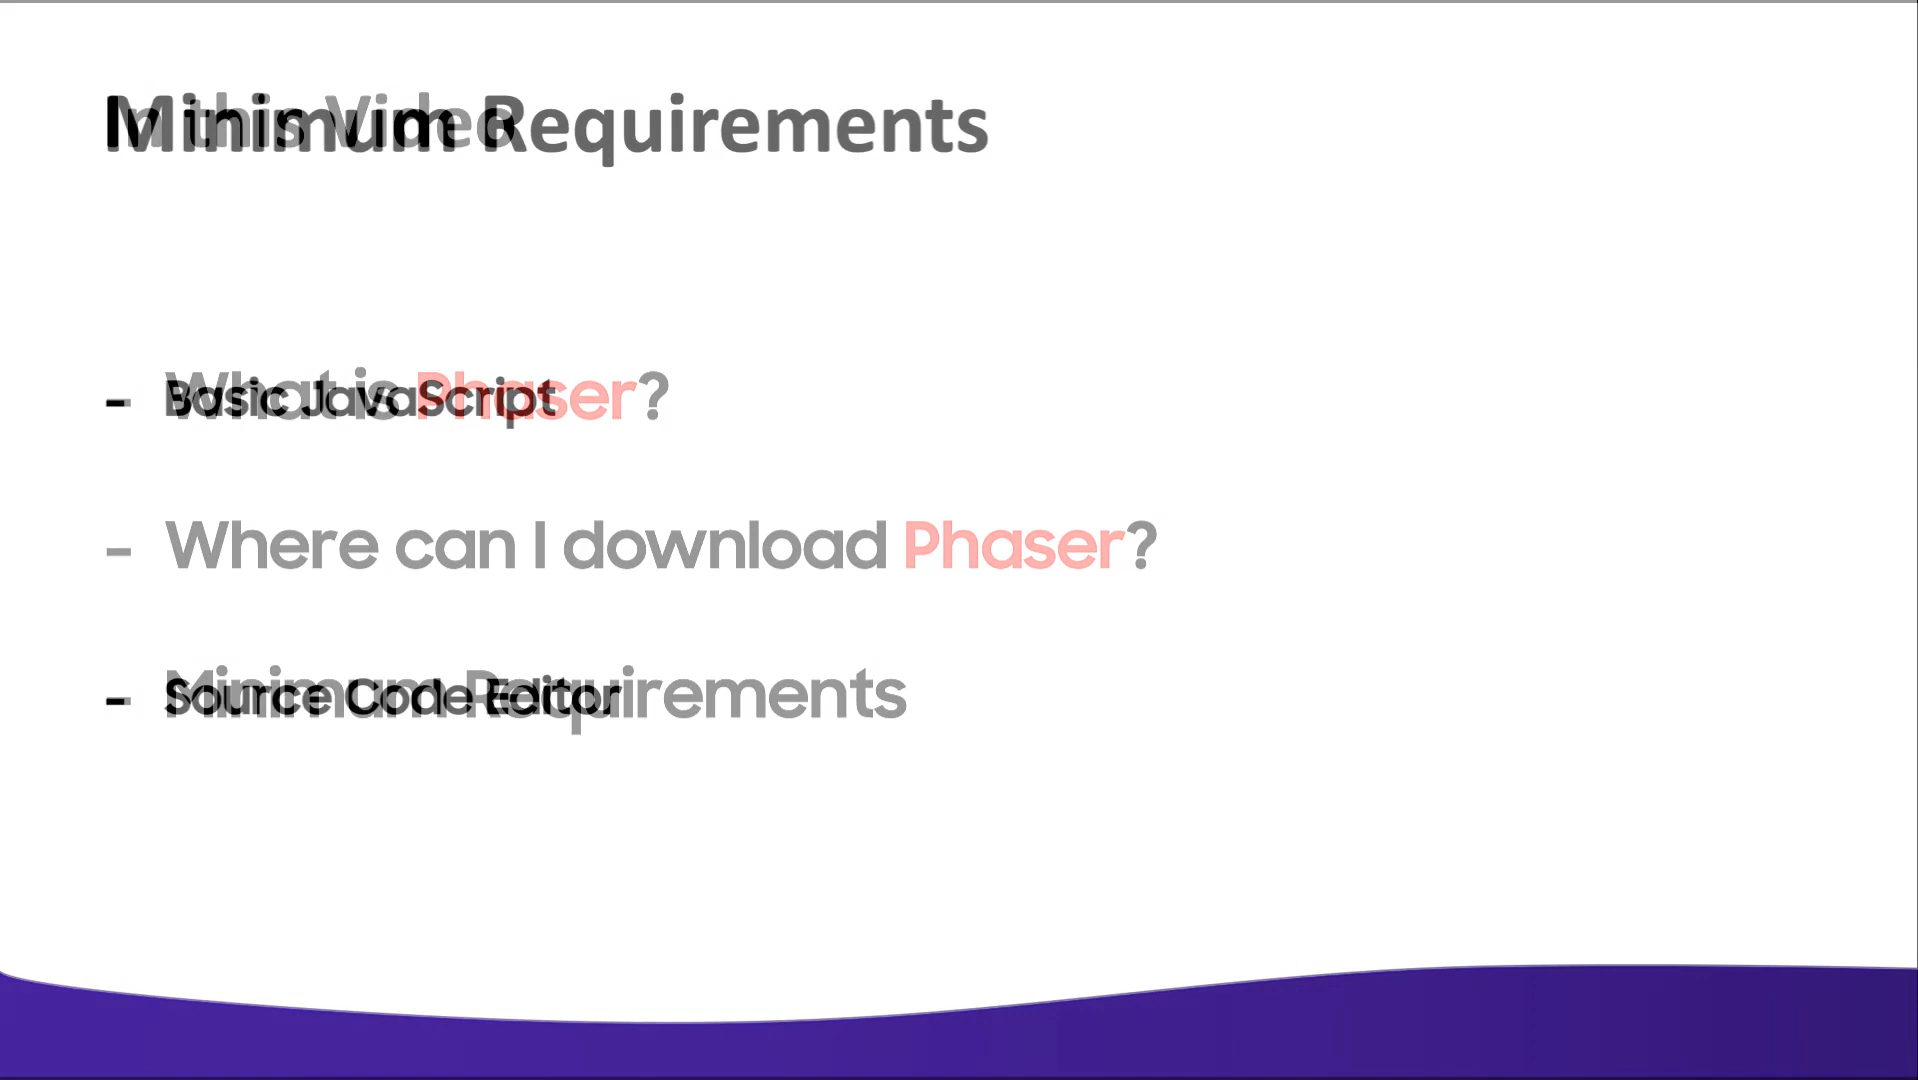 In this Video
Minimum Requirements
- What is Phaser?
- Basic JavaScript
- Where can I download Phaser?
- Minimum Requirements
- Source Code Editor